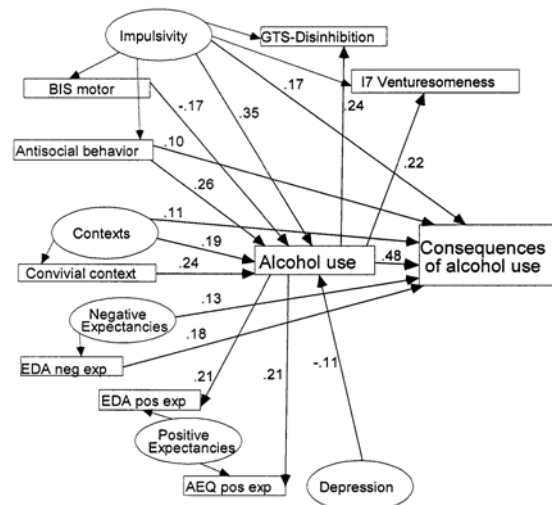 Impulsivity
GTS-Disinhibition
I7 Venturesomeness
BIS motor
-.17
.35
.24
.17
Antisocial behavior
.10
.26
.22
.11
Contexts
.19
Convivial context
.24
Alcohol use
.48
Consequences
of alcohol use
Negative
Expectancies
.13
.18
EDA neg exp
.21
.21
-.11
EDA pos exp
Positive
Expectancies
AEQ pos exp
Depression